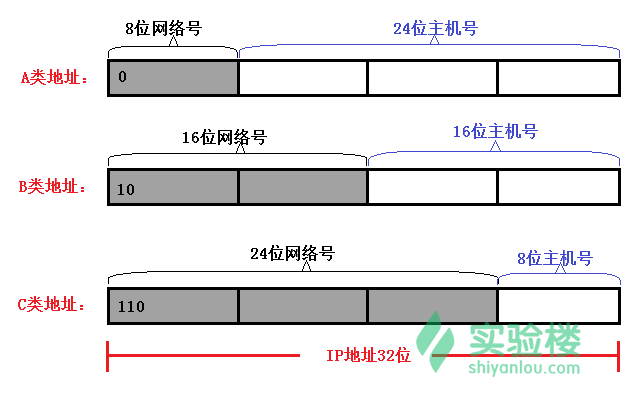 8位网络号
24位主机号
A类地址：
0
16位网络号
16位主机号
B类地址：
10
24位网络号
8位主机号
C类地址：
110
实验楼
IP地址32位
shiyanlou.com